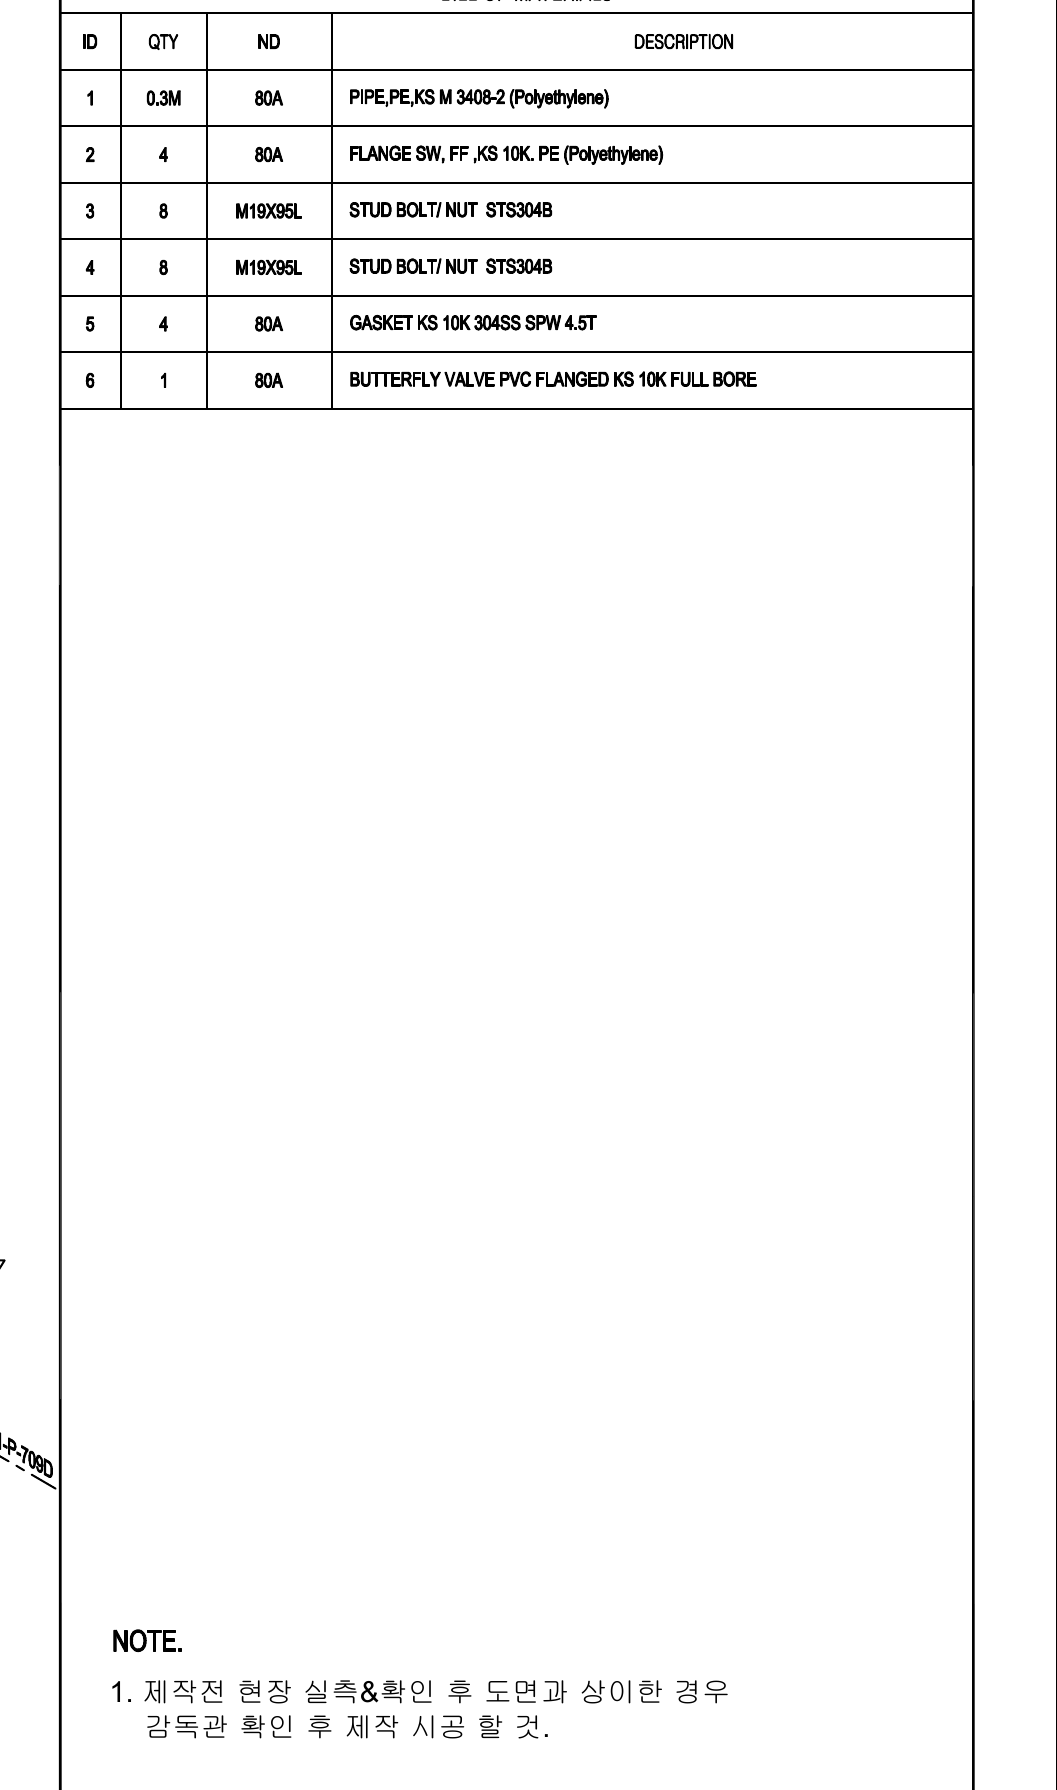 ID QTY ND DESCRIPTION
1 0.3M 80A PIPE,PE,KS M 3408-2 (Polyethylene)
2 4 80A FLANGE SW, FF ,KS 10K. PE (Polyethylene)
3 8 M19X95L STUD BOLT/ NUT STS304B
4 8 M19X95L STUD BOLT/ NUT STS304B
5 4 80A GASKET KS 10K 304SS SPW 4.5T
6 1 80A BUTTERFLY VALVE PVC FLANGED KS 10K FULL BORE
-P-709D
NOTE.
1. 제작전 현장 실측&확인 후 도면과 상이한 경우
감독관 확인 후 제작 시공 할 것.